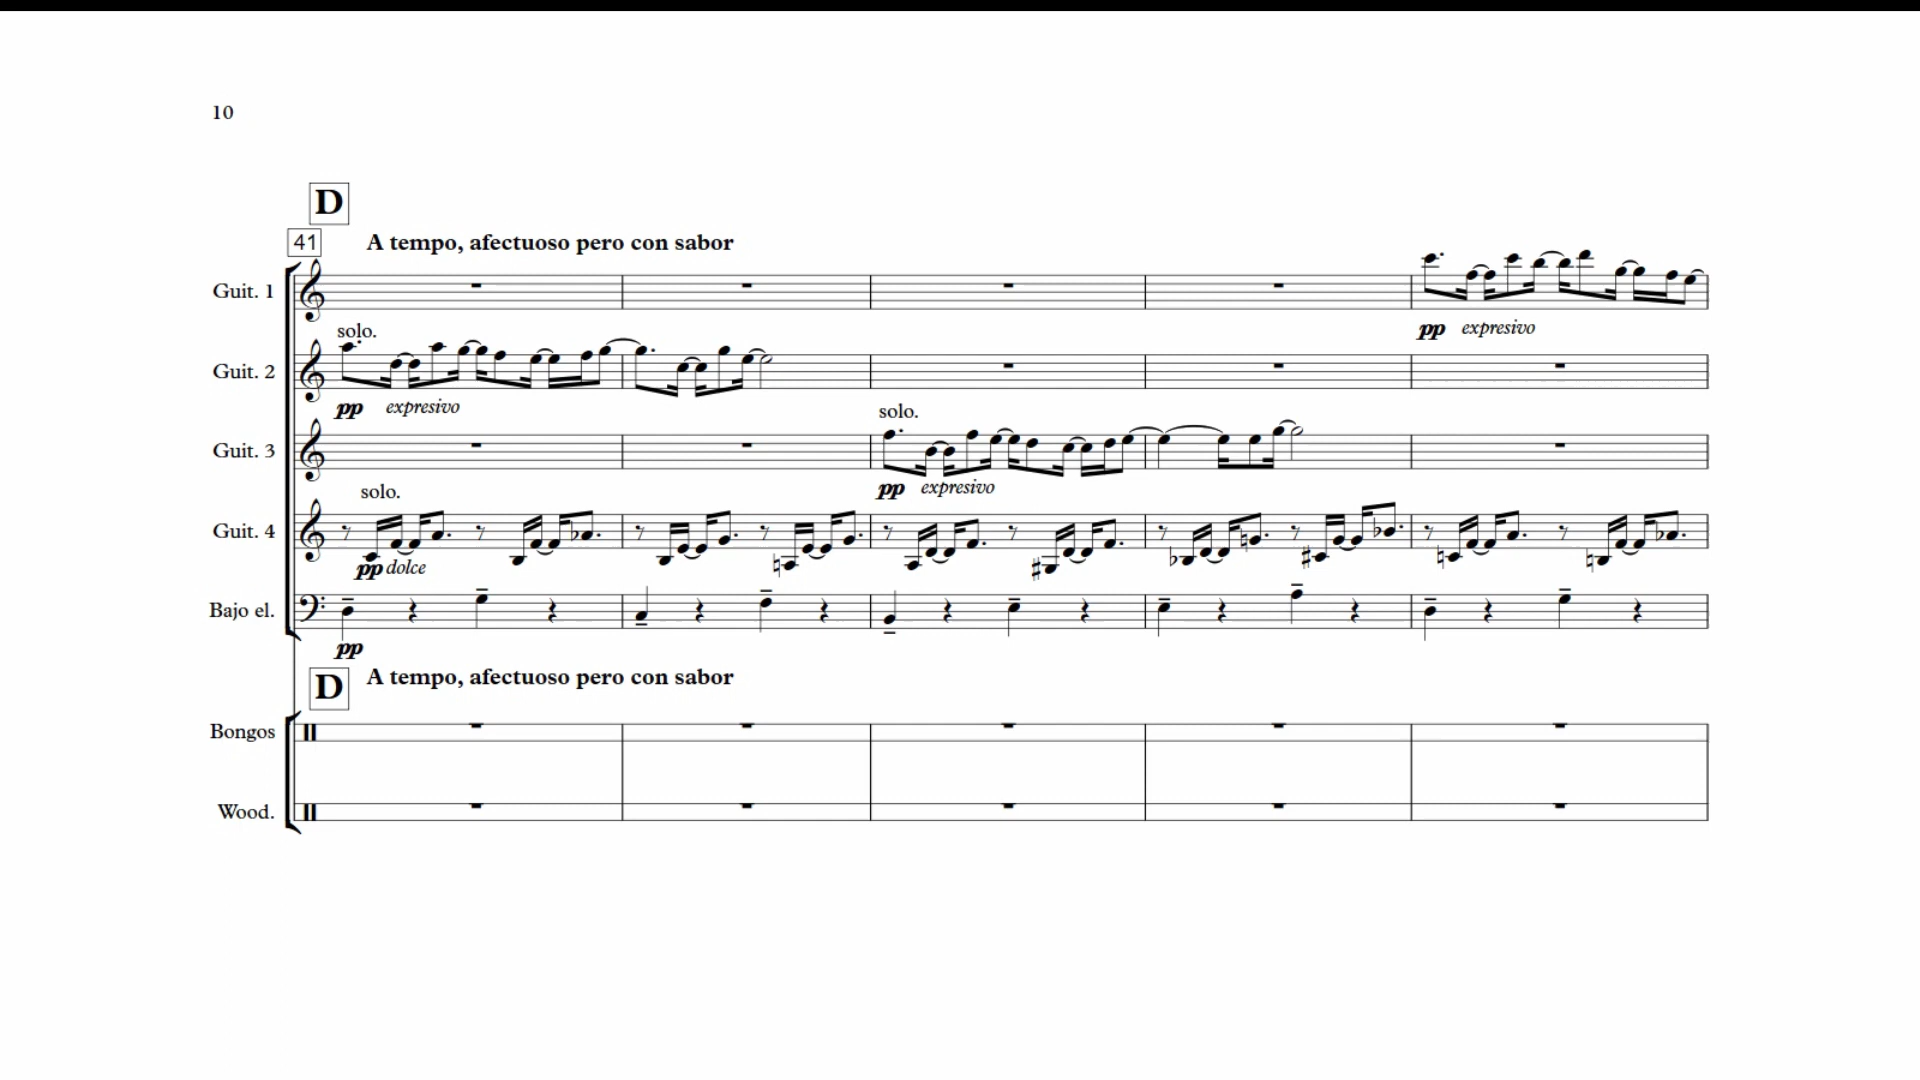 10
D
41 A tempo, afectuoso pero con sabor
Guit. 1
pp expresivo
solo.
Guit. 2
pp expresivo
solo.
Guit. 3
pp expresivo
solo.
Guit. 4
pp dolce
Bajo el.
pp
D A tempo, afectuoso pero con sabor
Bongos
Wood.